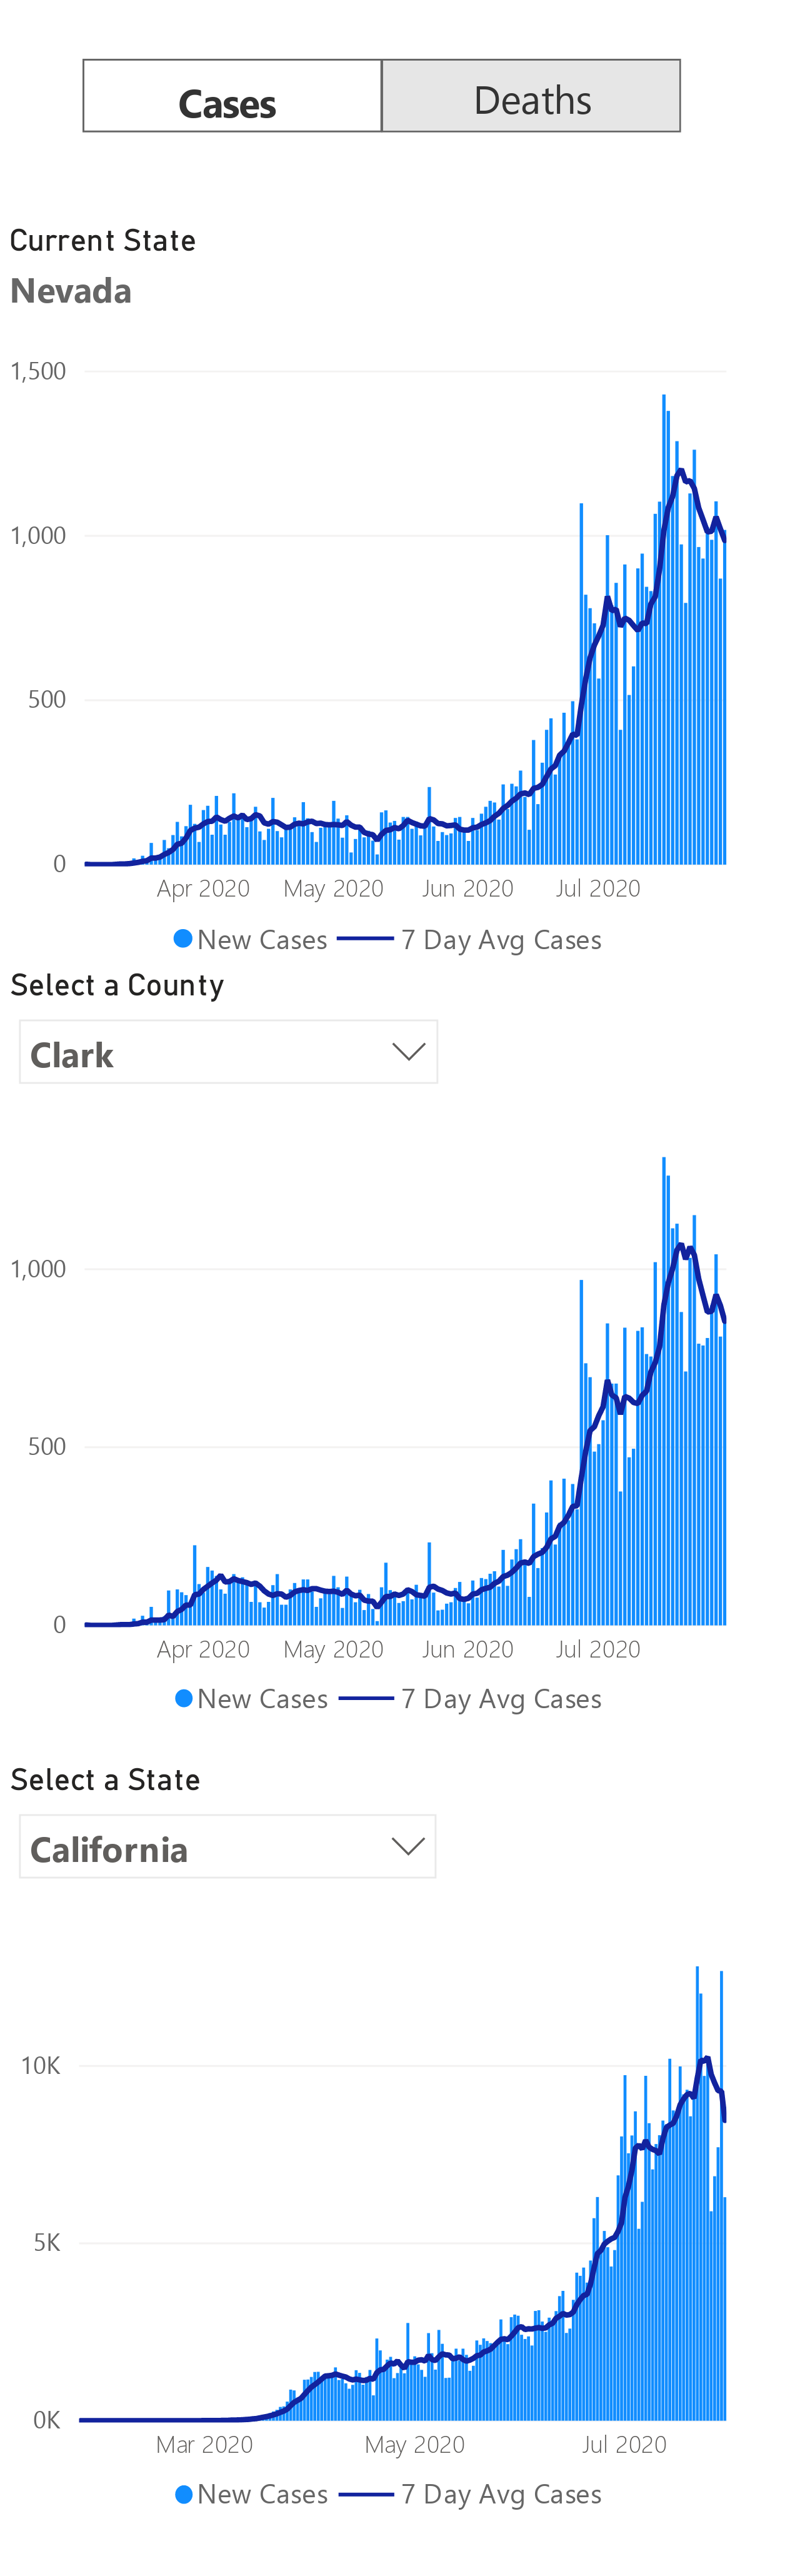 Cases Deaths
Current State
Nevada
1,500
1,000
500
0
Apr 2020 May 2020 Jun 2020 Jul 2020
New Cases 7 Day Avg Cases
Select a County
Clark
1,000
500
0
Apr 2020 May 2020 Jun 2020 Jul 2020
New Cases 7 Day Avg Cases
Select a State
California
10K
5K
0K
Mar 2020 May 2020 Jul 2020
New Cases 7 Day Avg Cases